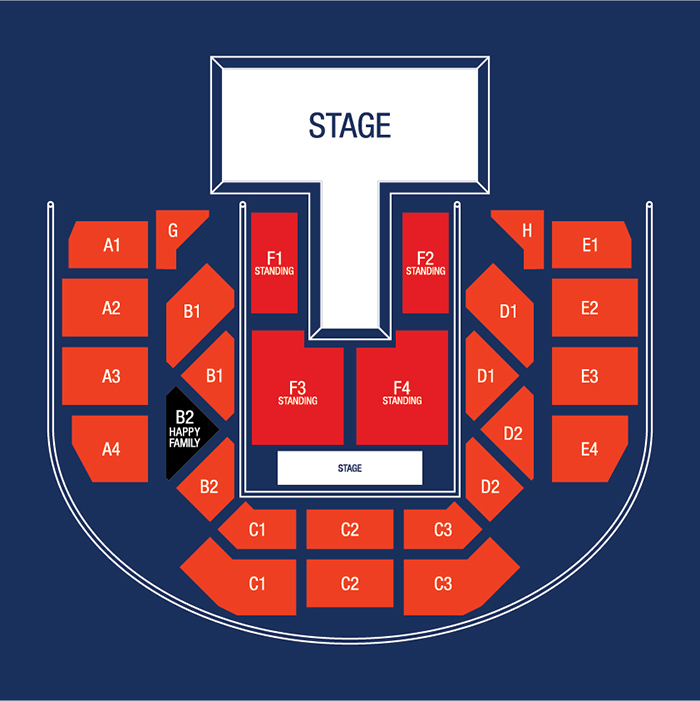 STAGE
A1
G
F1
STANDING
F2
STANDING
H
E1
A2
B1
D1
E2
A3
B1
F3
STANDING
F4
STANDING
D1
E3
B2
HAPPY
FAMILY
D2
A4
E4
STAGE
B2
D2
C1
C2
C3
C1
C2
C3